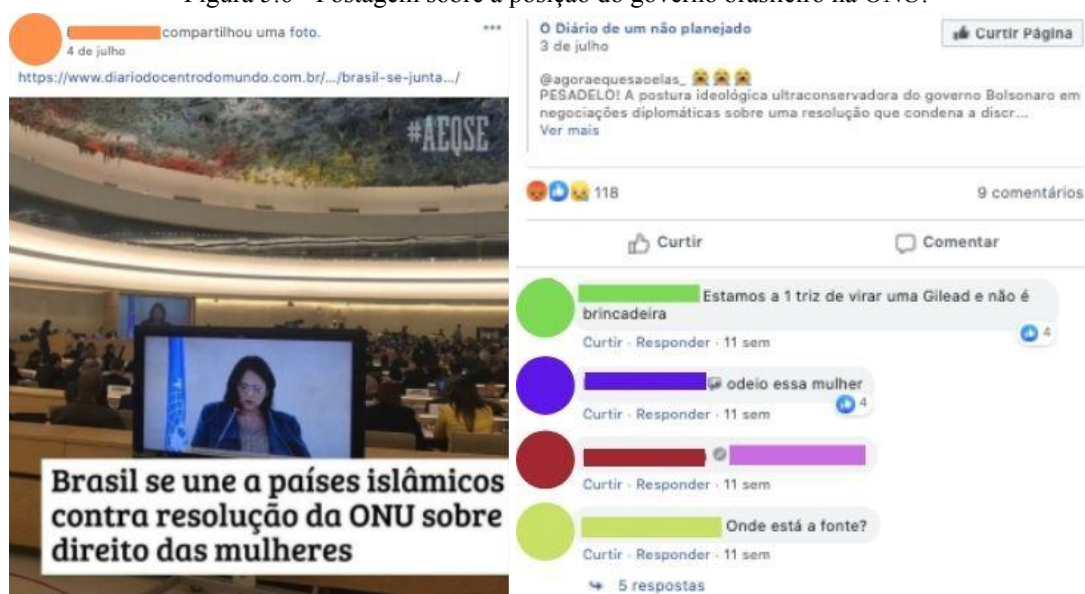 Figura 5.6 - Postagem sobre a posição do governo brasileiro na ONU.
compartilhou uma foto.
4 de julho
https://www.diariodocentrodomundo.com.br/.../brasil-se-junta.../
#AEQSE
Brasil se une a países islâmicos
contra resolução da ONU sobre
direito das mulheres
O Diário de um não planejado
3 de julho
Curtir Página
@agoraequesaoelas_ 😭 😭 😭
PESADELO! A postura ideológica ultraconservadora do governo Bolsonaro em
negociações diplomáticas sobre uma resolução que condena a discr...
Ver mais
118
9 comentários
Curtir
Comentar
Estamos a 1 triz de virar uma Gilead e não é
brincadeira
4
Curtir · Responder · 11 sem
odeio essa mulher
4
Curtir · Responder · 11 sem
Curtir · Responder · 11 sem
Onde está a fonte?
Curtir · Responder · 11 sem
5 respostas